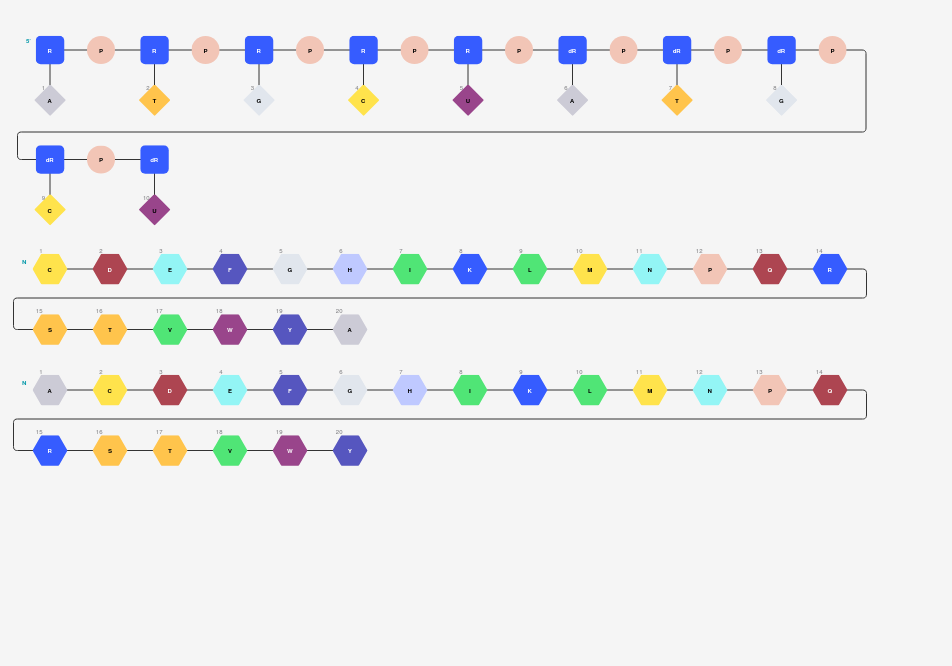 5' R P R P R P R P R P dR P dR P dR P
1 2 3 4 5 6 7 8
A T G C U A T G
dR P dR
9 10
C U
1 2 3 4 5 6 7 8 9 10 11 12 13 14
N C D E F G H I K L M N P Q R
15 16 17 18 19 20
S T V W Y A
1 2 3 4 5 6 7 8 9 10 11 12 13 14
N A C D E F G H I K L M N P Q
15 16 17 18 19 20
R S T V W Y